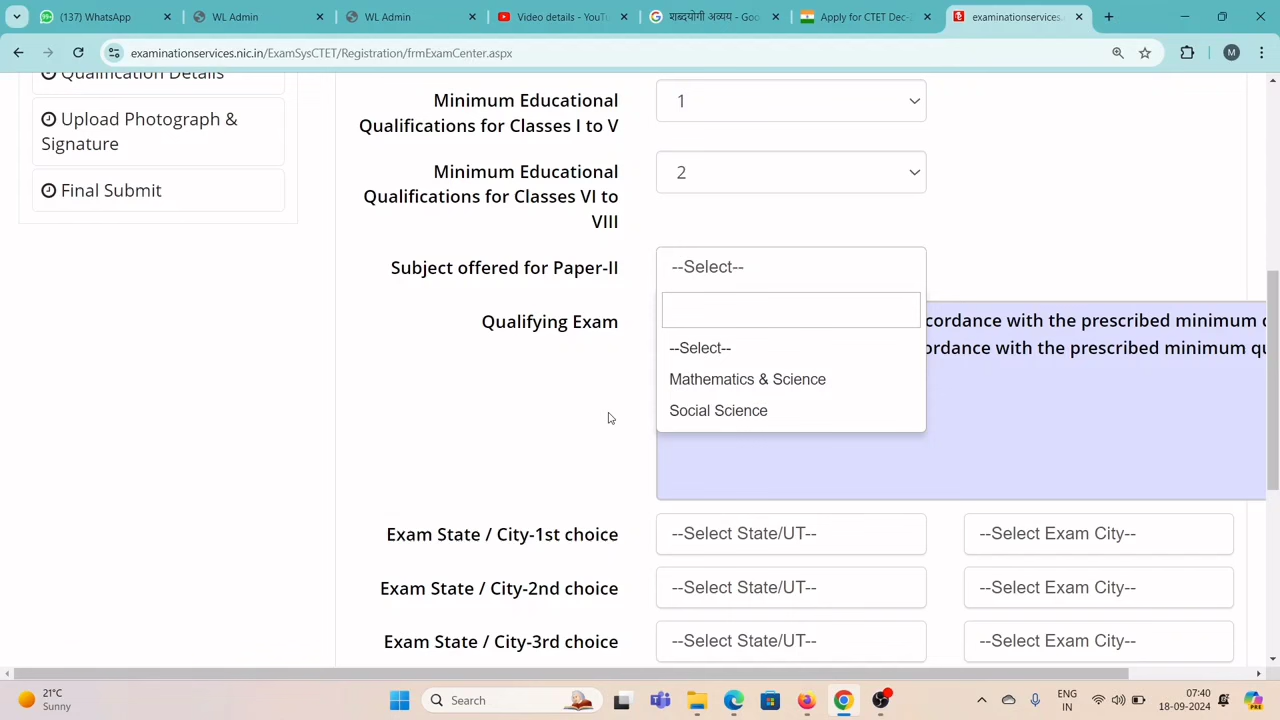 (137) WhatsApp
WL Admin
WL Admin
Video details - YouTu
शब्दयोगी अव्यय - Goo
Apply for CTET Dec-2
examinationservices.n
examinationservices.nic.in/ExamSysCTET/Registration/frmExamCenter.aspx
M
Qualification Details
Upload Photograph &
Signature
Final Submit
Minimum Educational
Qualifications for Classes I to V
1
Minimum Educational
Qualifications for Classes VI to
VIII
2
Subject offered for Paper-II
--Select--
--Select--
Mathematics & Science
Social Science
Qualifying Exam
cordance with the prescribed minimum
ordance with the prescribed minimum qu
Exam State / City-1st choice
--Select State/UT--
--Select Exam City--
Exam State / City-2nd choice
--Select State/UT--
--Select Exam City--
Exam State / City-3rd choice
--Select State/UT--
--Select Exam City--
21°C
Sunny
Search
ENG
IN
07:40
18-09-2024
PRE